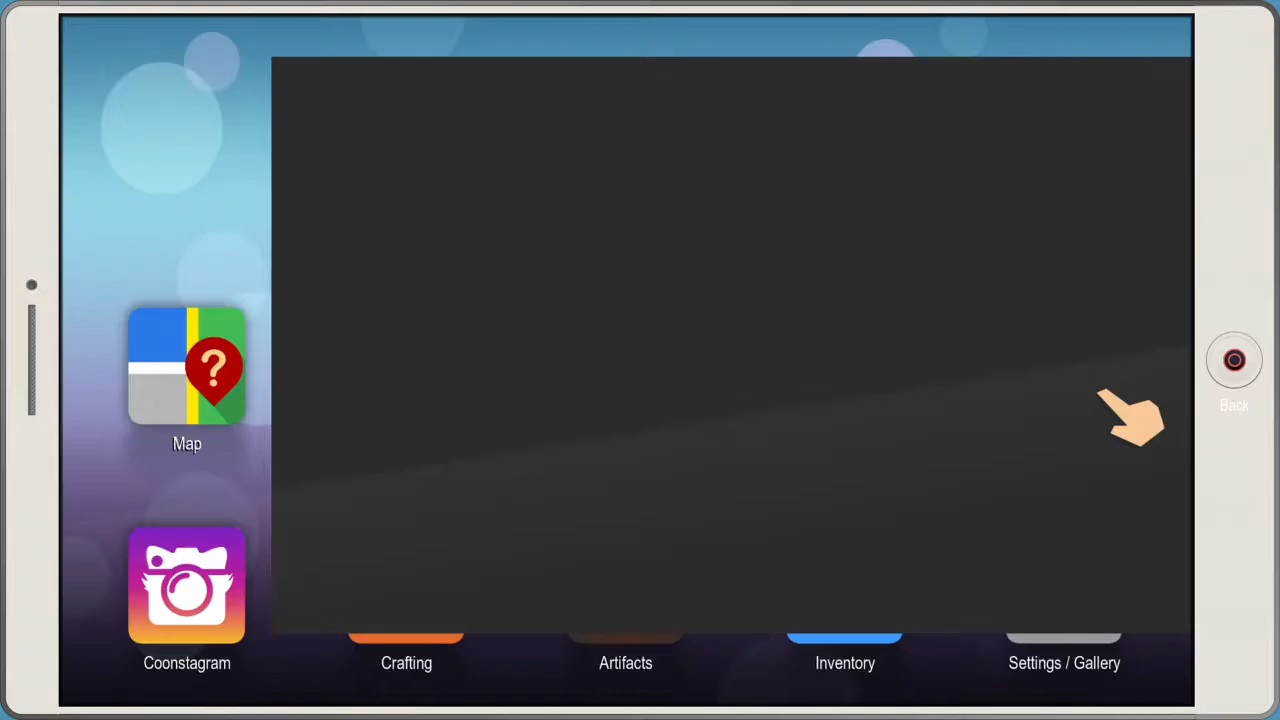 ?
Map
Back
Coonstagram
Crafting
Artifacts
Inventory
Settings / Gallery